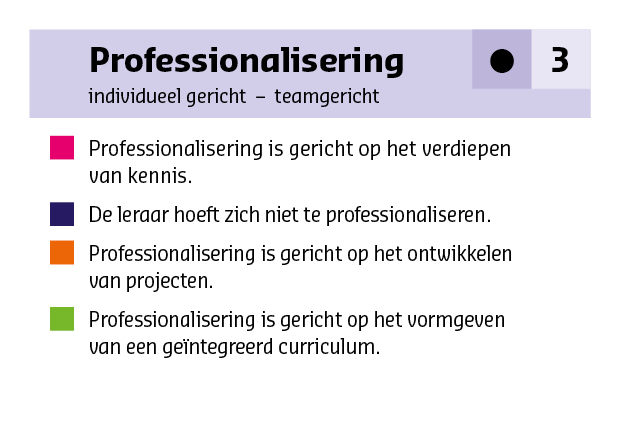 Professionalisering
3
individueel gericht – teamgericht
Professionalisering is gericht op het verdiepen
van kennis.
De leraar hoeft zich niet te professionaliseren.
Professionalisering is gericht op het ontwikkelen
van projecten.
Professionalisering is gericht op het vormgeven
van een geïntegreerd curriculum.